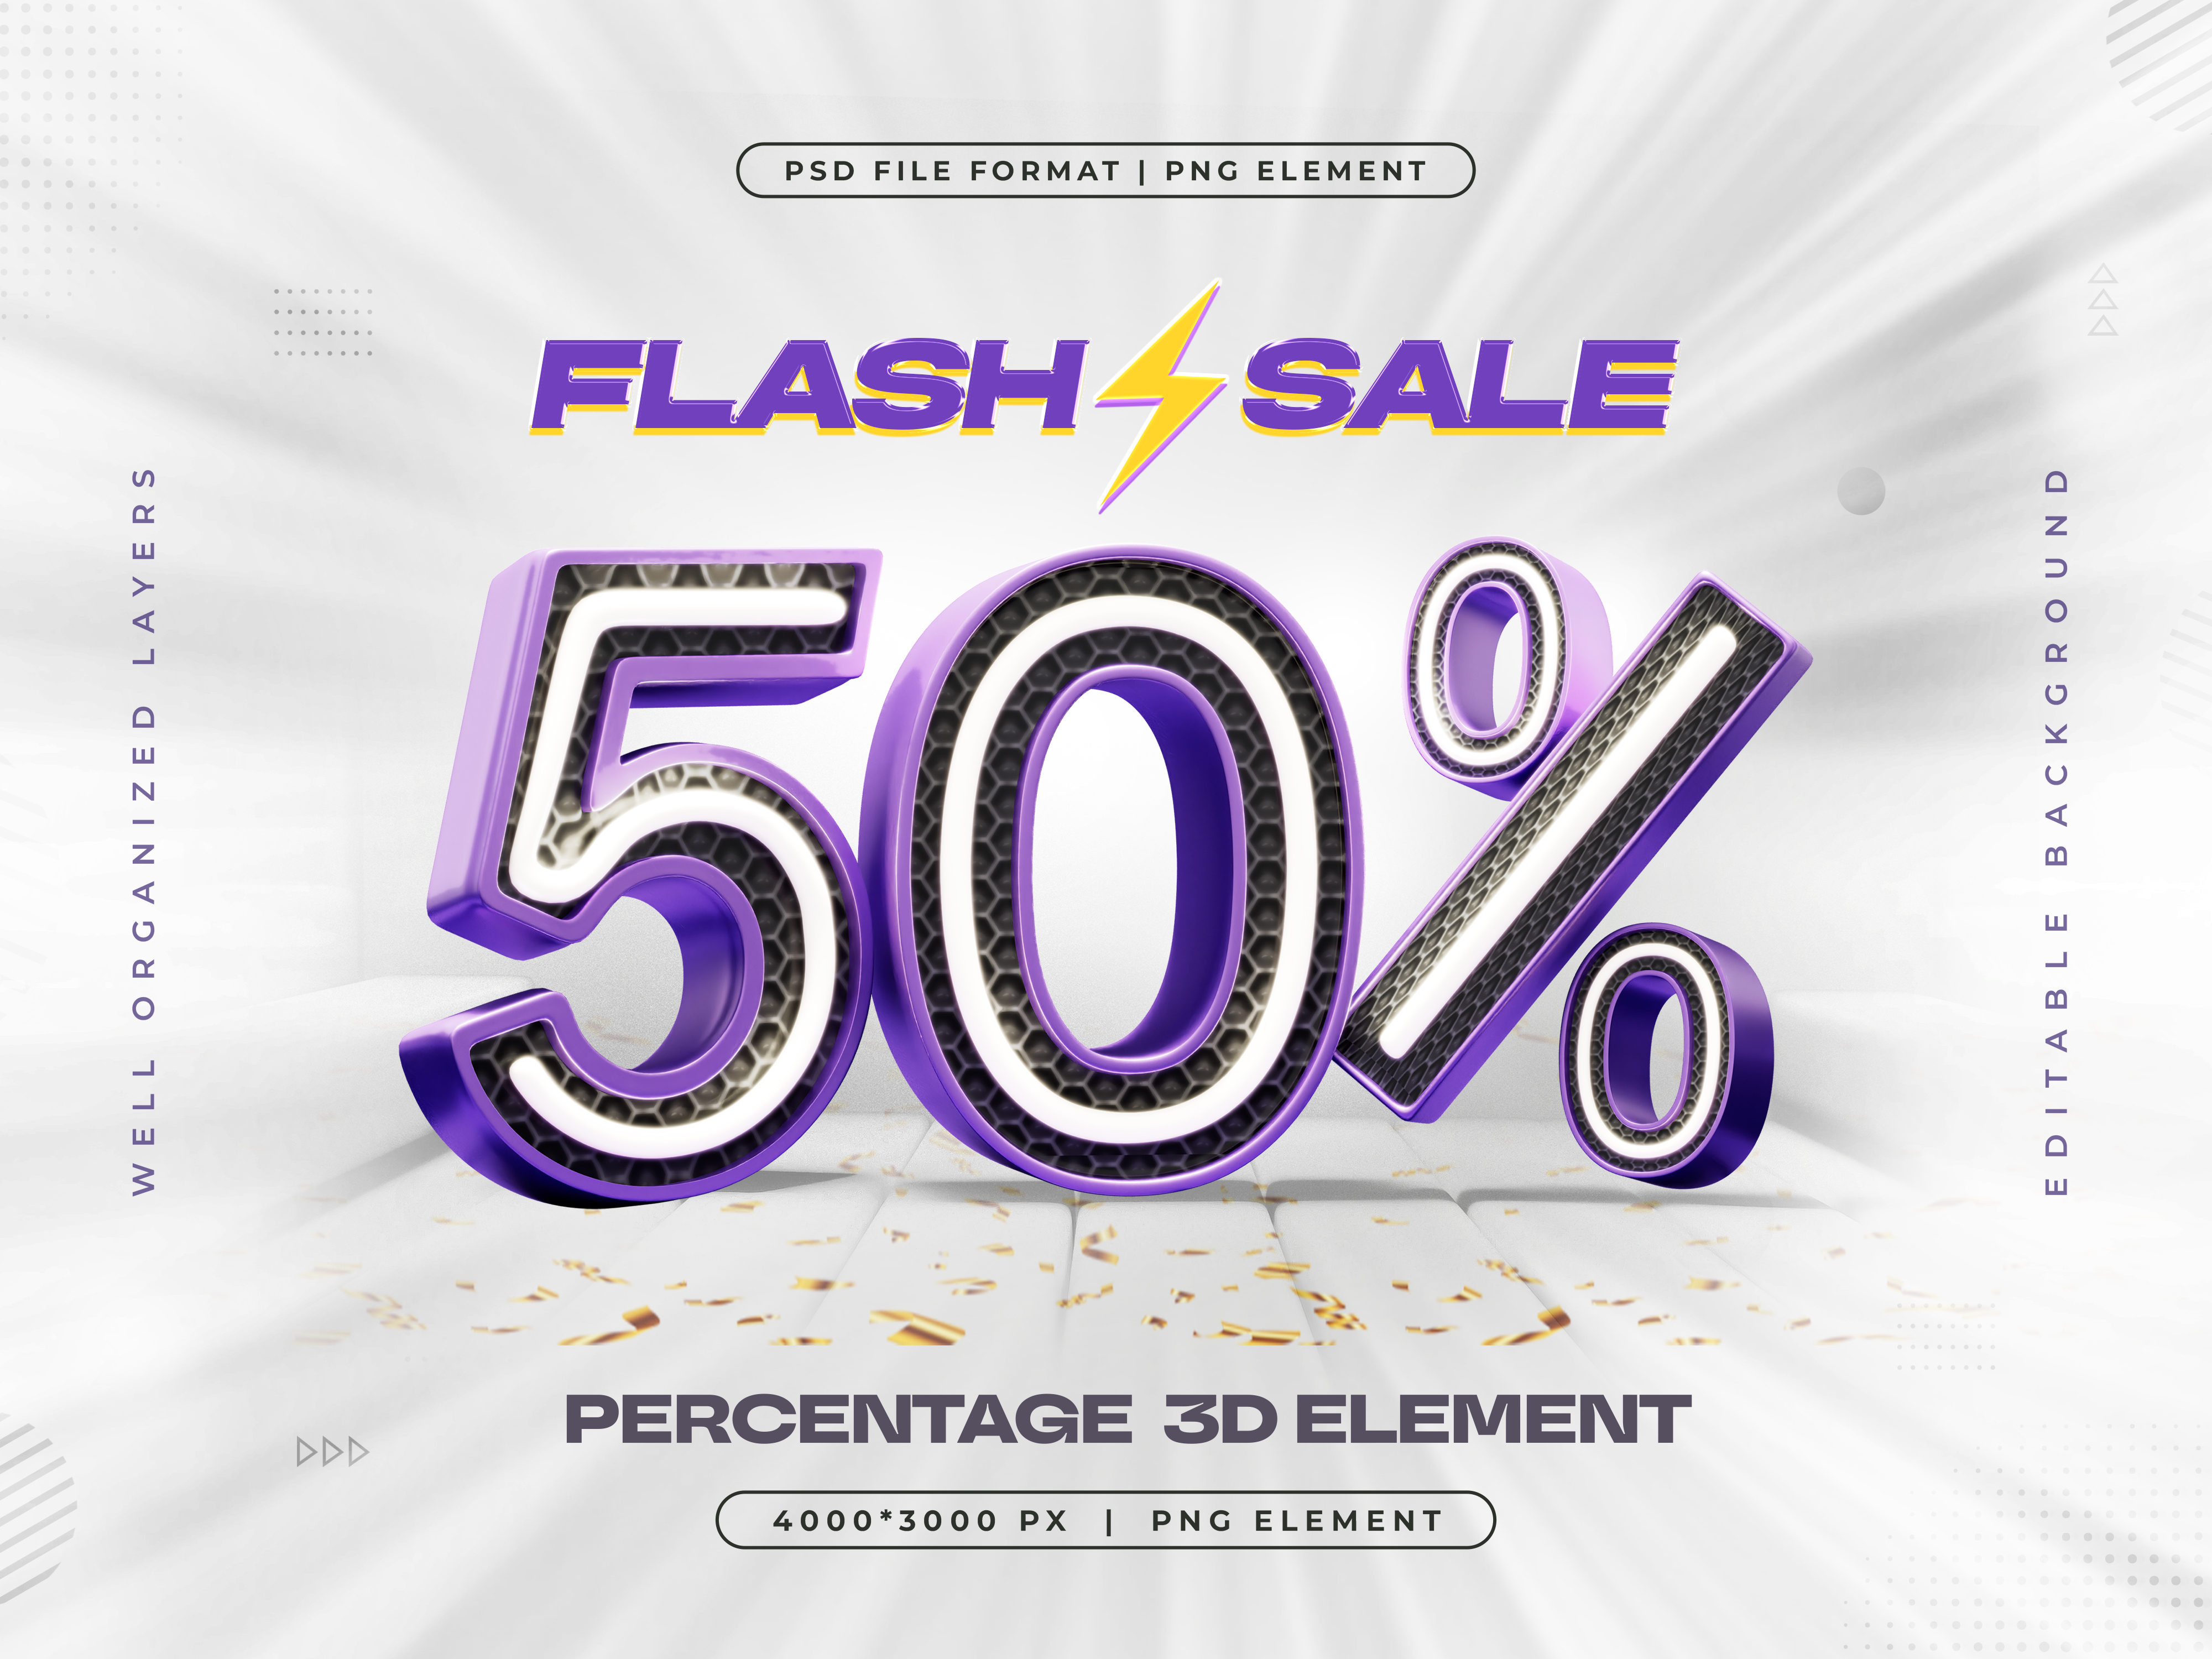 PSD FILE FORMAT | PNG ELEMENT
FLASH SALE
WELL ORGANIZED LAYERS
50%
EDITABLE BACKGROUND
PERCENTAGE 3D ELEMENT
4000*3000 PX | PNG ELEMENT